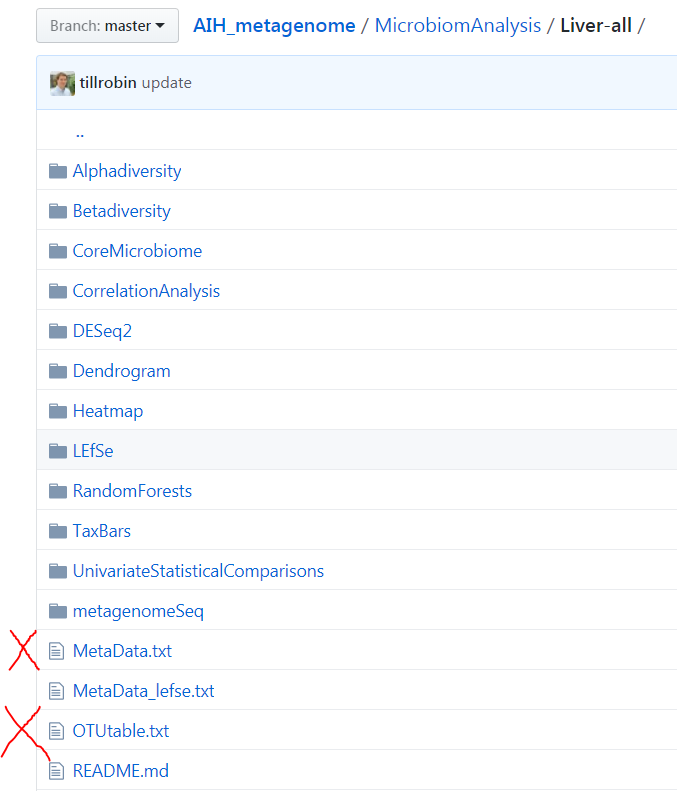 Branch: master
AIH_metagenome / MicrobiomAnalysis / Liver-all /
tillrobin update
..
Alphadiversity
Betadiversity
CoreMicrobiome
CorrelationAnalysis
DESeq2
Dendrogram
Heatmap
LEfSe
RandomForests
TaxBars
UnivariateStatisticalComparisons
metagenomeSeq
MetaData.txt
MetaData_lefse.txt
OTUtable.txt
README.md